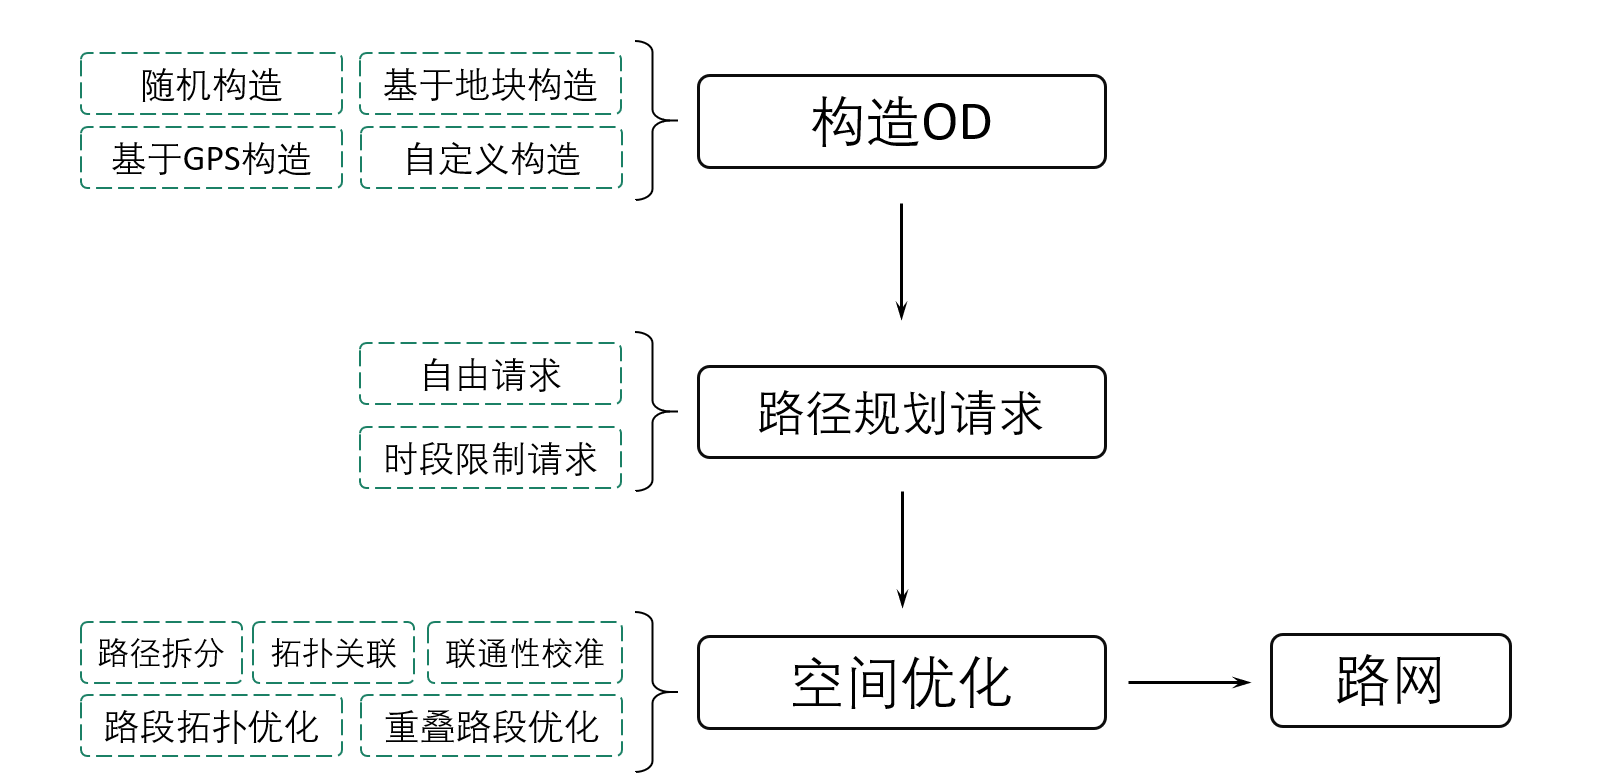 随机构造
基于地块构造
基于GPS构造
自定义构造
构造OD
自由请求
时段限制请求
路径规划请求
路径拆分
拓扑关联
联通性校准
路段拓扑优化
重叠路段优化
空间优化
路网